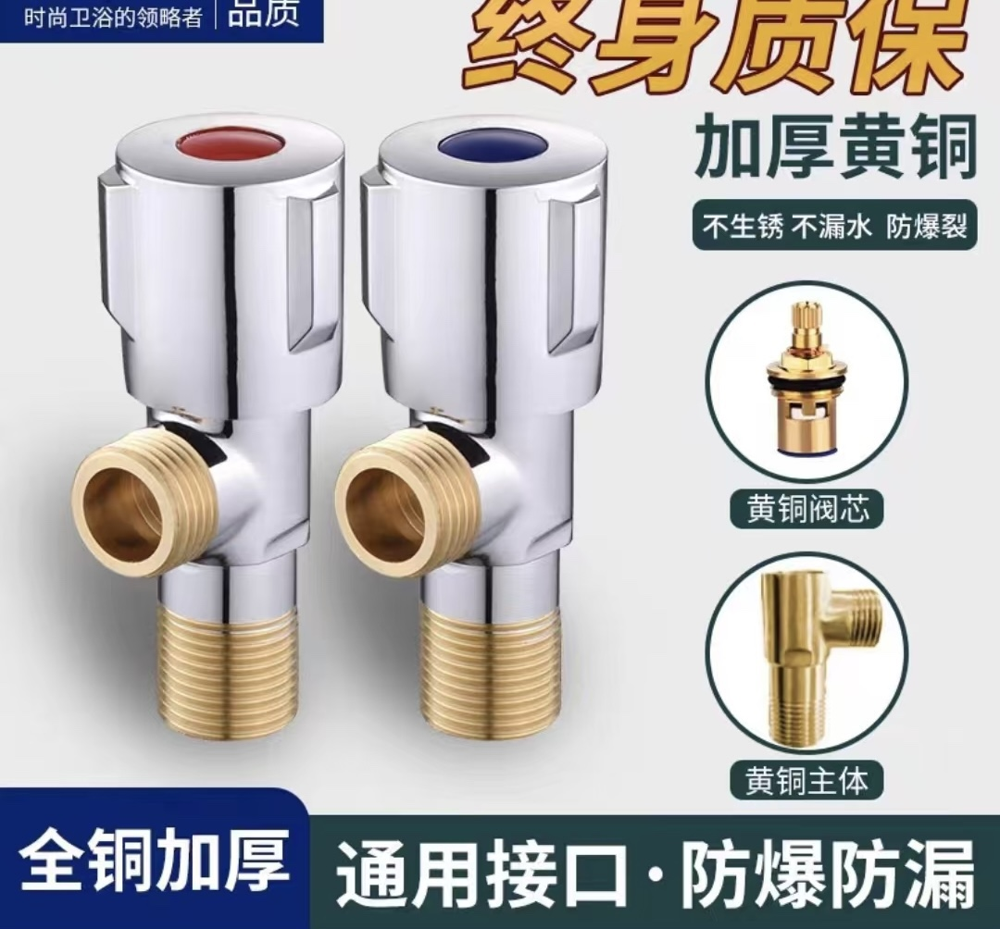 时尚卫浴的领略者 | 品质
终身质保
加厚黄铜
不生锈 不漏水 防爆裂
黄铜阀芯
黄铜主体
全铜加厚
通用接口·防爆防漏